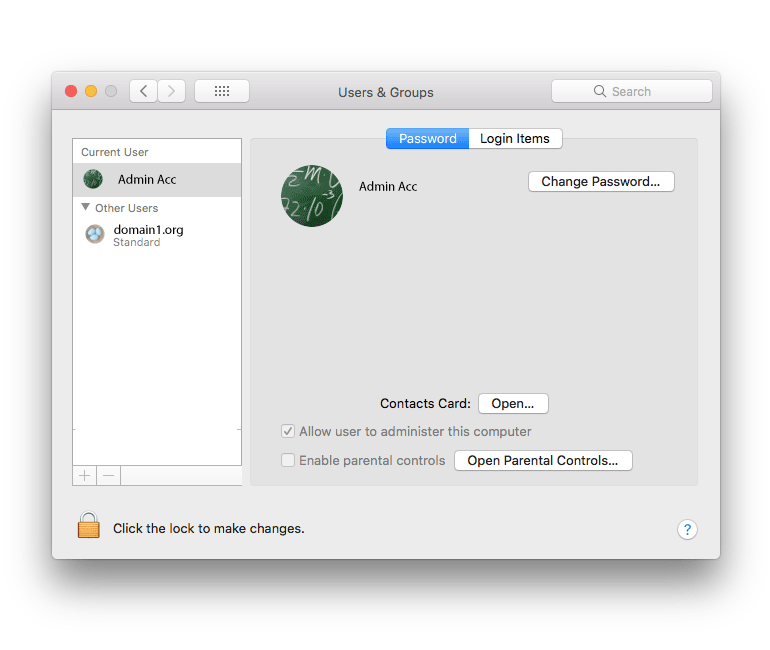 Users & Groups
Search
Current User
Admin Acc
Other Users
domain1.org
Standard
Password
Login Items
Admin Acc
Change Password...
Contacts Card:
Open...
Allow user to administer this computer
Enable parental controls
Open Parental Controls...
Click the lock to make changes.
?